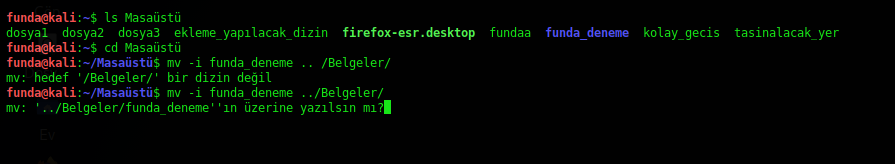 funda@kali:~$ ls Masaüstü
dosya1 dosya2 dosya3 ekleme_yapılacak_dizin firefox-esr.desktop fundaa funda_deneme kolay_gecis tasinalacak_yer
funda@kali:~$ cd Masaüstü
funda@kali:~/Masaüstü$ mv -i funda_deneme .. /Belgeler/
mv: hedef '/Belgeler/' bir dizin değil
funda@kali:~/Masaüstü$ mv -i funda_deneme ../Belgeler/
mv: '../Belgeler/funda_deneme''ın üzerine yazılsın mı?
Ev